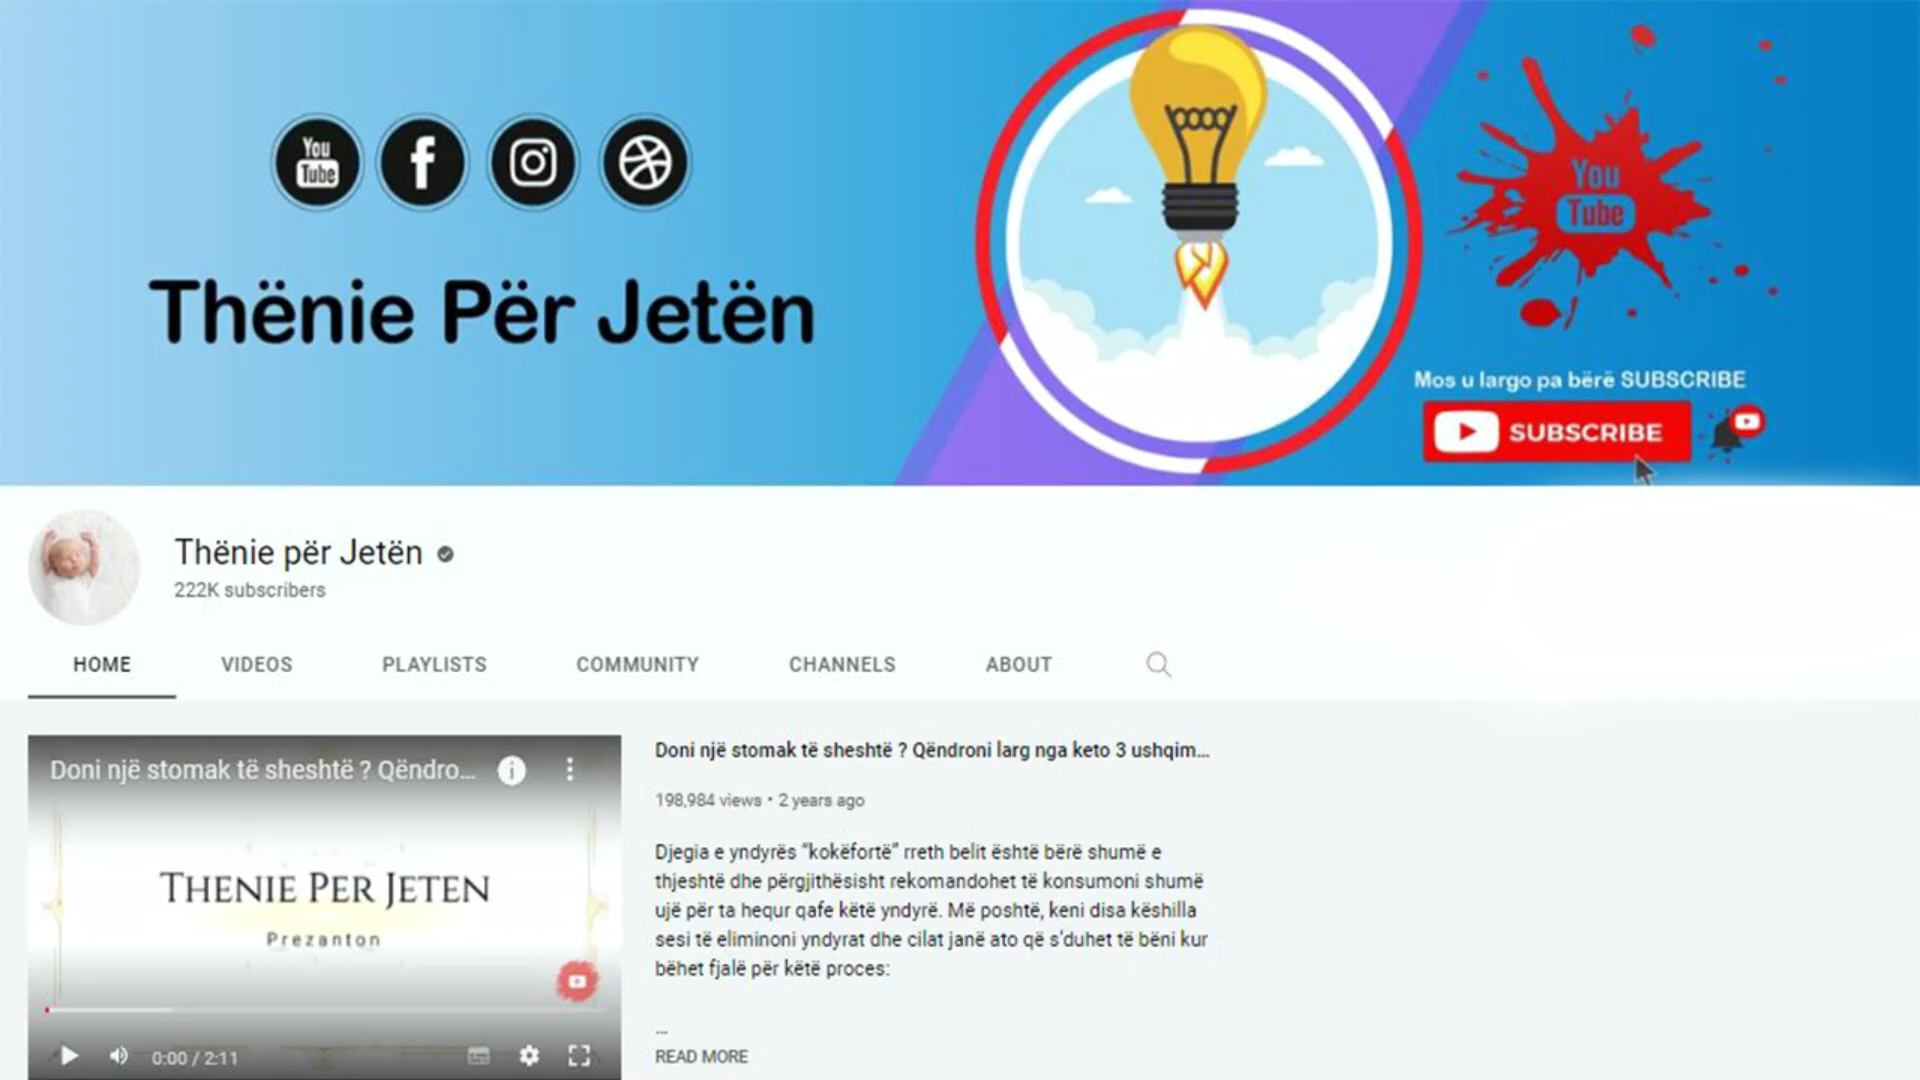 You
Tube
Thënie Për Jetën
You
Tube
Mos u largo pa bërë SUBSCRIBE
SUBSCRIBE
Thënie për Jetën
222K subscribers
HOME VIDEOS PLAYLISTS COMMUNITY CHANNELS ABOUT
Doni një stomak të sheshtë ? Qëndro...
THENIE PER JETEN
Prezanton
0:00 / 2:11
Doni një stomak të sheshtë ? Qëndroni larg nga keto 3 ushqim...
198,984 views • 2 years ago
Djegia e yndyrës “kokëfortë” rreth belit është bërë shumë e
thjeshtë dhe përgjithësisht rekomandohet të konsumoni shumë
ujë për ta hequr qafe këtë yndyrë. Më poshtë, keni disa këshilla
sesi të eliminoni yndyrat dhe cilat janë ato që s'duhet të bëni kur
bëhet fjalë për këtë proces:
...
READ MORE